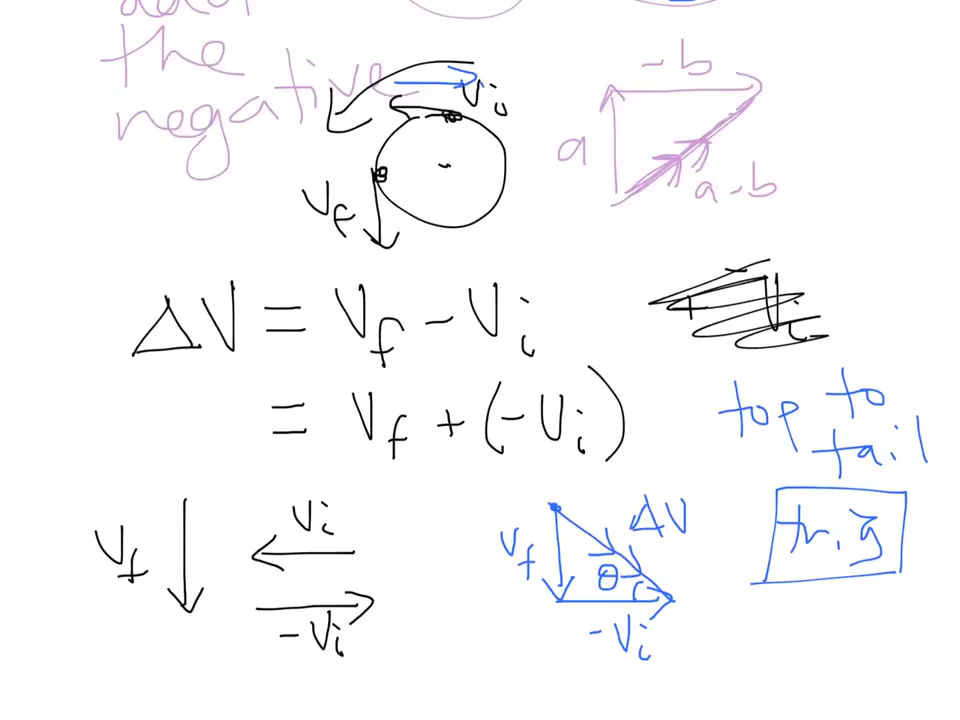 the
negative
Vi
-b
a
a-b
Vf
ΔV = Vf - Vi
= Vf + (-Vi)
top to
tail
Vf
Vi
-Vi
Vf
ΔV
θ
-Vi
trig